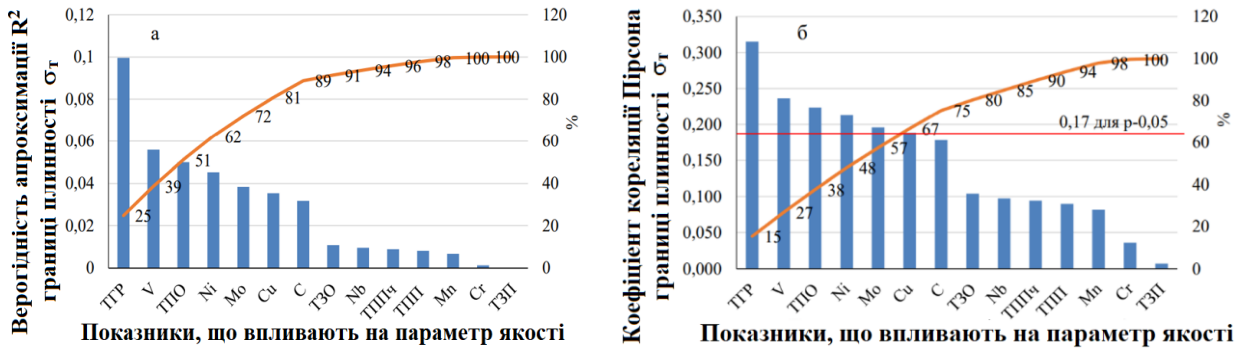 Верогідність апроксимації R²
границі плинності σт
0,12
0,1
0,08
0,06
0,04
0,02
0
а
120
100
80
60
40
20
0
%
25
39
51
62
72
81
89
91
94
96
98
100
100
ТГР
V
ТПО
Ni
Mo
Cu
C
ТЗО
Nb
ТППч
ТПП
Mn
Cr
ТЗП
Показники, що впливають на параметр якості
Коефіцієнт кореляції Пірсона
границі плинності σт
0,350
0,300
0,250
0,200
0,150
0,100
0,050
0,000
б
120
100
80
60
40
20
0
%
0,17 для р-0,05
15
27
38
48
57
67
75
80
85
90
94
98
100
ТГР
V
ТПО
Ni
Mo
Cu
C
ТЗО
Nb
ТППч
ТПП
Mn
Cr
ТЗП
Показники, що впливають на параметр якості